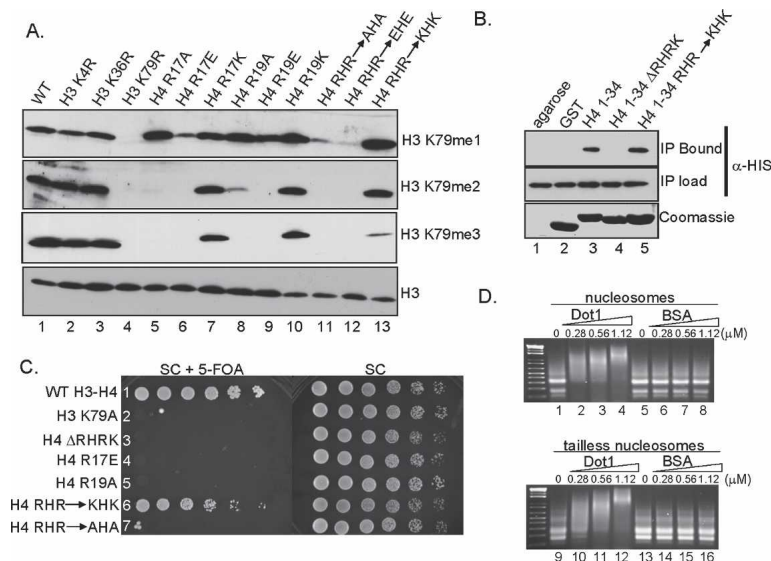 A.
WT
H3 K4R
H3 K36R
H3 K79R
H4 R17A
H4 R17E
H4 R17K
H4 R19A
H4 R19E
H4 R19K
H4 RHR→AHA
H4 RHR→EHE
H4 RHR→KHK
H3 K79me1
H3 K79me2
H3 K79me3
H3
1 2 3 4 5 6 7 8 9 10 11 12 13
B.
agarose
GST
H4 1-34
H4 1-34 ΔRHRK
H4 1-34 RHR→KHK
IP Bound
IP load
α-HIS
Coomassie
1 2 3 4 5
C.
SC + 5-FOA SC
WT H3-H4 1
H3 K79A 2
H4 ΔRHRK 3
H4 R17E 4
H4 R19A 5
H4 RHR→KHK 6
H4 RHR→AHA 7
D.
nucleosomes
Dot1 BSA
0 0.28 0.56 1.12 0 0.28 0.56 1.12 (μM)
1 2 3 4 5 6 7 8
tailless nucleosomes
Dot1 BSA
0 0.28 0.56 1.12 0 0.28 0.56 1.12 (μM)
9 10 11 12 13 14 15 16